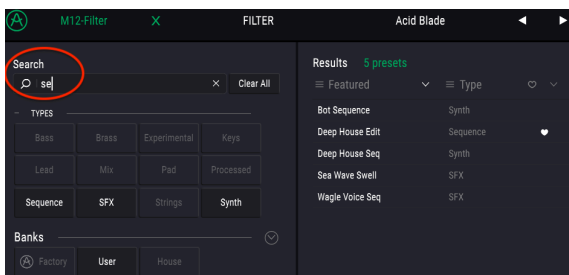 M12-Filter X FILTER Acid Blade
Search
se Clear All
TYPES
Bass Brass Experimental Keys
Lead Mix Pad Processed
Sequence SFX Strings Synth
Banks
Factory User House
Results 5 presets
Featured Type
Bot Sequence Synth
Deep House Edit Sequence
Deep House Seq Synth
Sea Wave Swell SFX
Wagle Voice Seq SFX